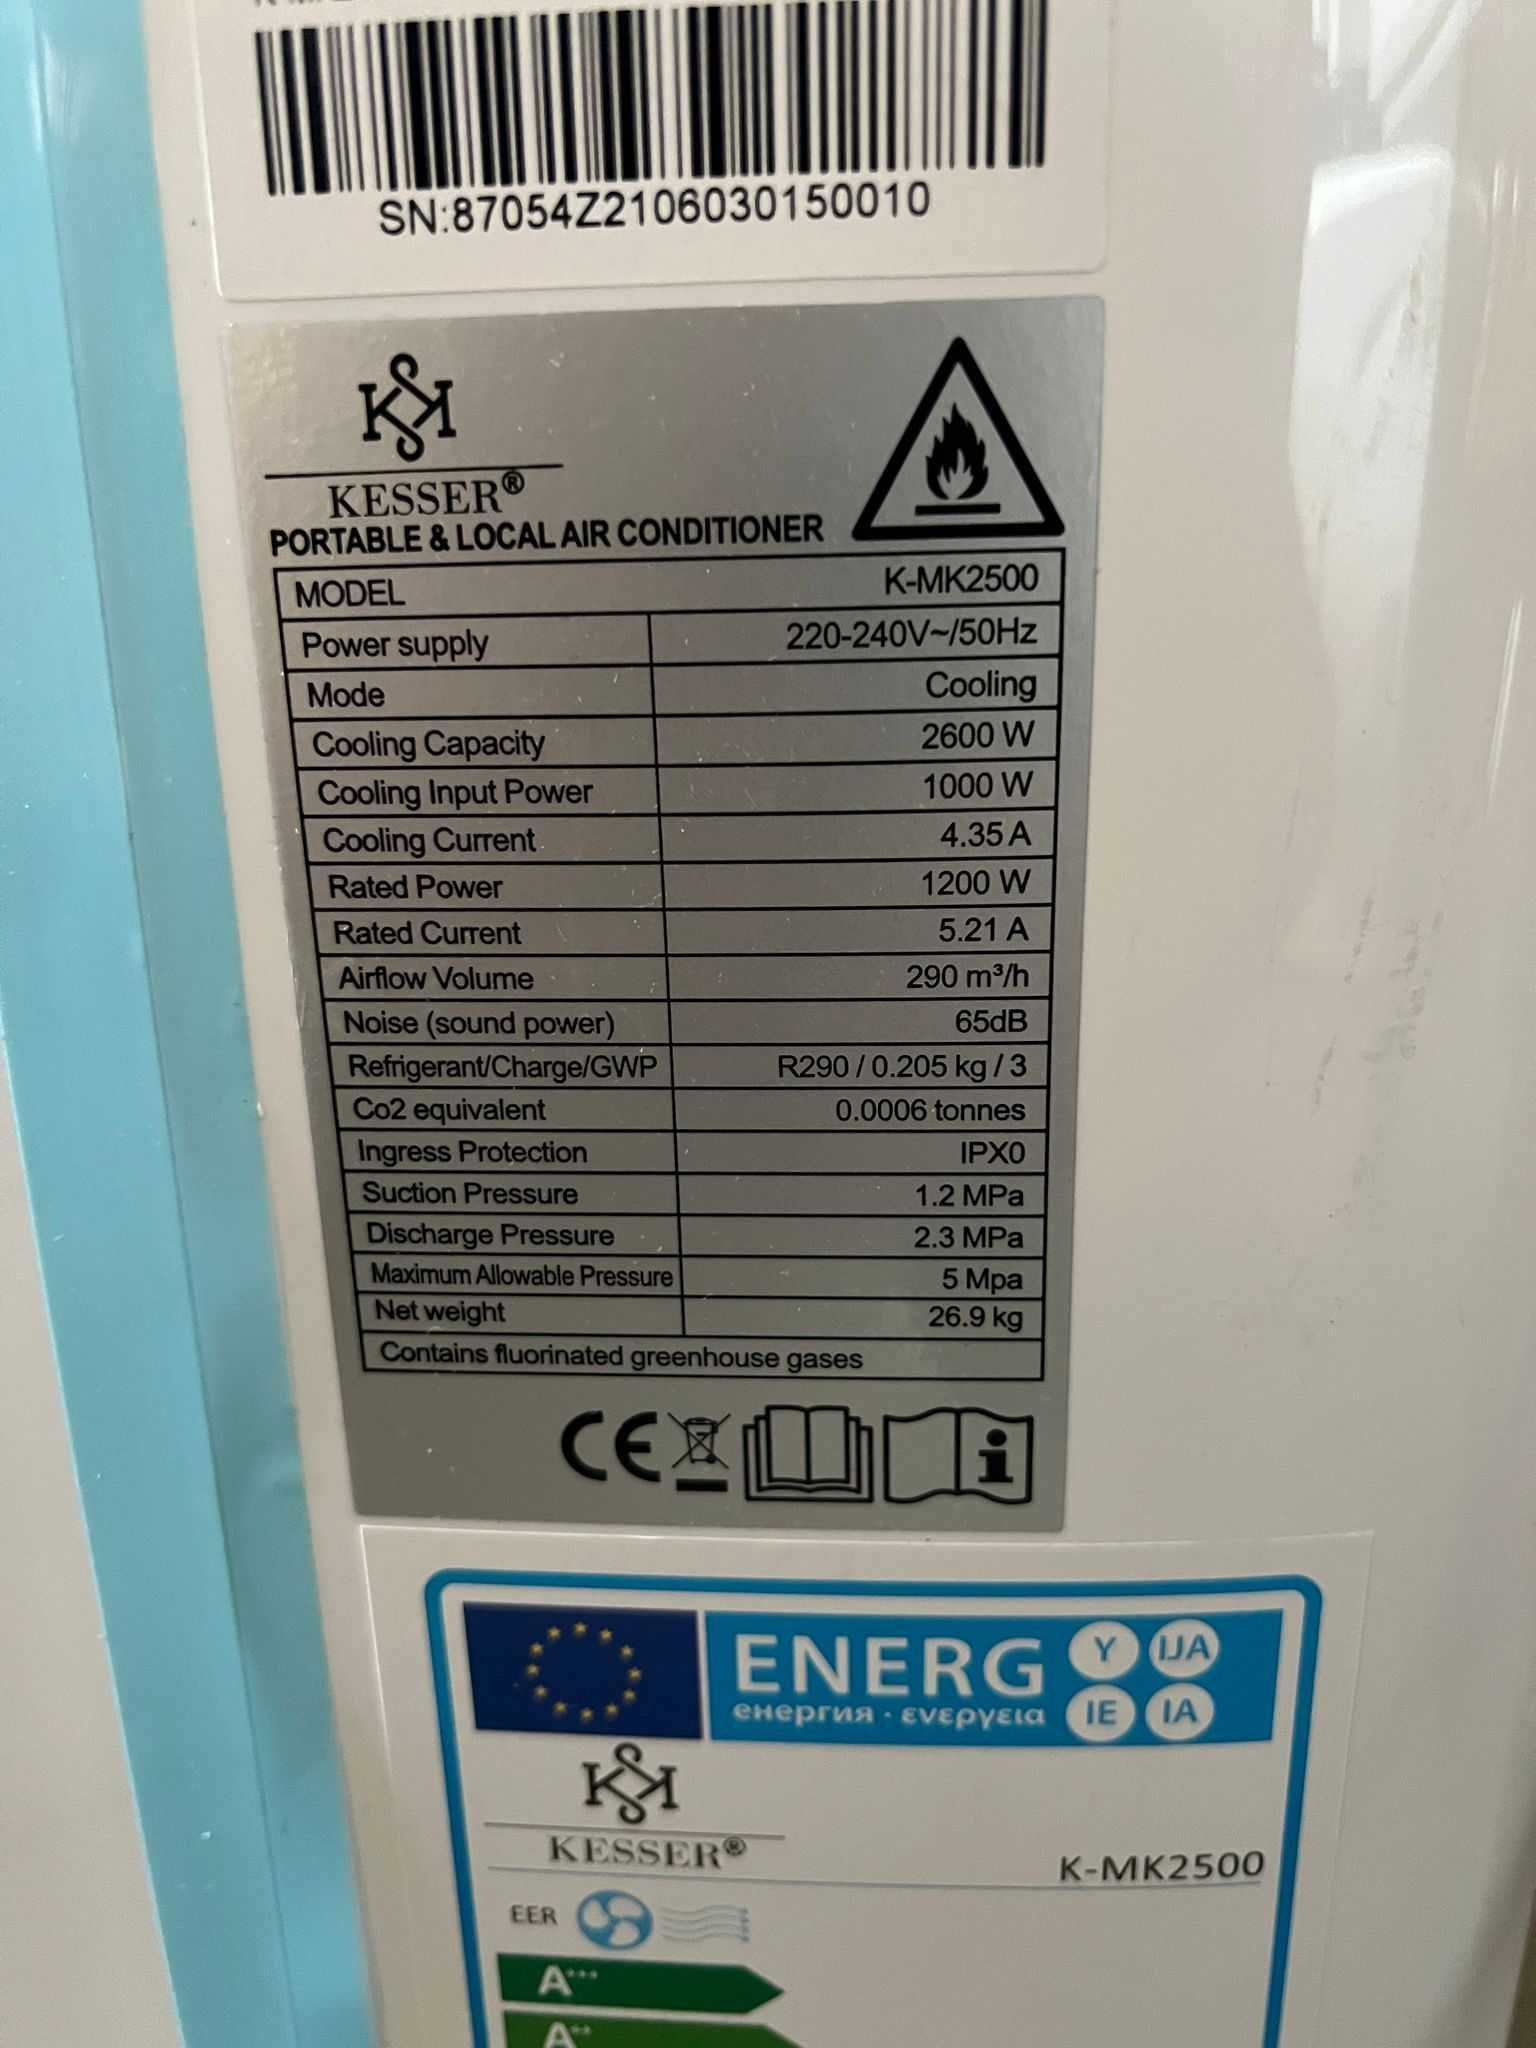 SN:87054Z2106030150010
KESSER®
PORTABLE & LOCAL AIR CONDITIONER
MODEL K-MK2500
Power supply 220-240V~/50Hz
Mode Cooling
Cooling Capacity 2600 W
Cooling Input Power 1000 W
Cooling Current 4.35 A
Rated Power 1200 W
Rated Current 5.21 A
Airflow Volume 290 m³/h
Noise (sound power) 65dB
Refrigerant/Charge/GWP R290 / 0.205 kg / 3
Co2 equivalent 0.0006 tonnes
Ingress Protection IPX0
Suction Pressure 1.2 MPa
Discharge Pressure 2.3 MPa
Maximum Allowable Pressure 5 Mpa
Net weight 26.9 kg
Contains fluorinated greenhouse gases
CE
ENERG Y IJA
енергия · ενεργεια IE IA
KESSER®
K-MK2500
EER
A+++
A++